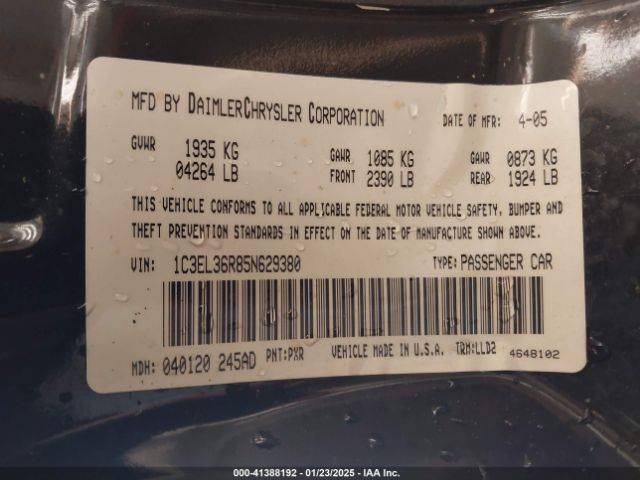 MFD BY DAIMLERCHRYSLER CORPORATION DATE OF MFR: 4-05
GVWR 1935 KG GAWR 1085 KG GAWR 0873 KG
04264 LB FRONT 2390 LB REAR 1924 LB
THIS VEHICLE CONFORMS TO ALL APPLICABLE FEDERAL MOTOR VEHICLE SAFETY, BUMPER AND
THEFT PREVENTION STANDARDS IN EFFECT ON THE DATE OF MANUFACTURE SHOWN ABOVE.
VIN: 1C3EL36R85N629380 TYPE: PASSENGER CAR
MDH: 040120 245AD PNT:PXR VEHICLE MADE IN U.S.A. TRM:LLD2 4648102
000-41388192 - 01/23/2025 - IAA Inc.